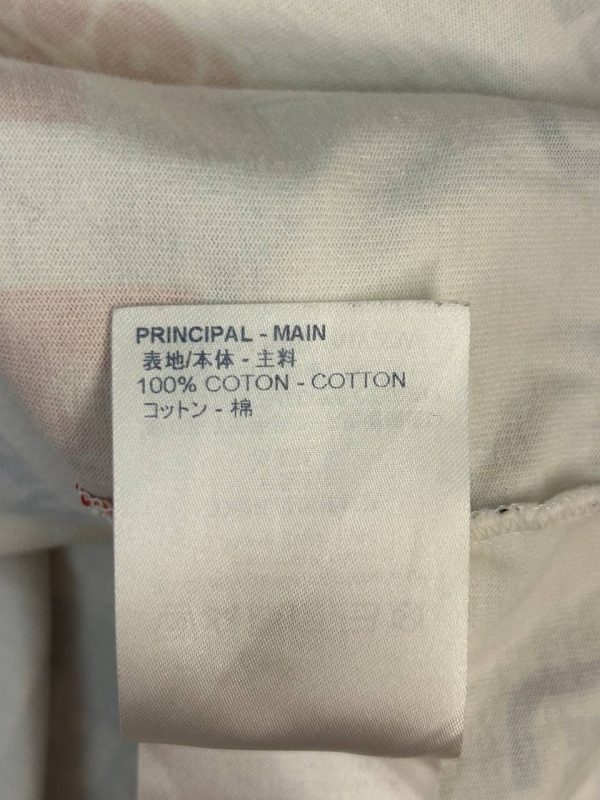 PRINCIPAL - MAIN
表地/本体 - 主料
100% COTON - COTTON
コットン - 棉